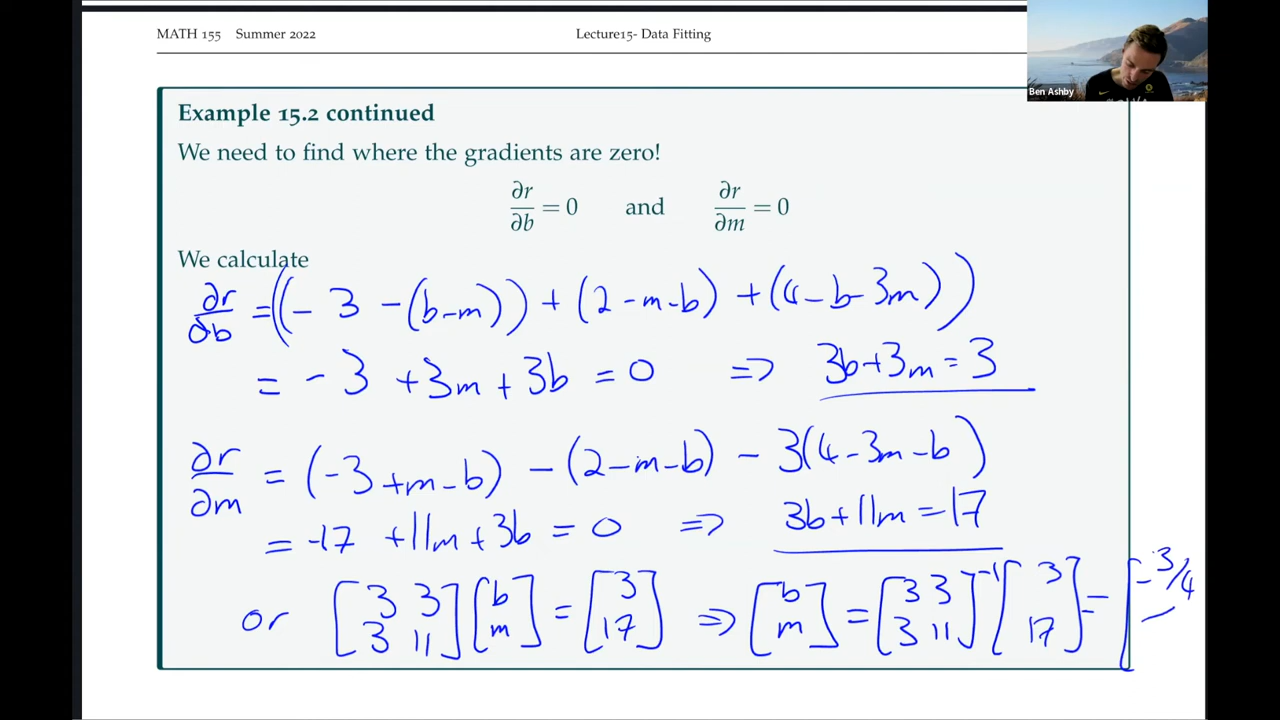 MATH 155 Summer 2022 Lecture15- Data Fitting
Ben Ashby
Example 15.2 continued
We need to find where the gradients are zero!
∂r/∂b = 0 and ∂r/∂m = 0
We calculate
∂r/∂b = ((-3 -(b-m)) + (2-m-b) + (4-b-3m))
= -3 +3m + 3b = 0 ⇒ 3b+3m = 3
∂r/∂m = (-3 +m-b) - (2-m-b) - 3(4-3m-b)
= -17 +11m + 3b = 0 ⇒ 3b+11m = 17
or [3 3; 3 11] [b; m] = [3; 17] ⇒ [b; m] = [3 3; 3 11]⁻¹ [3; 17] = [-3/4